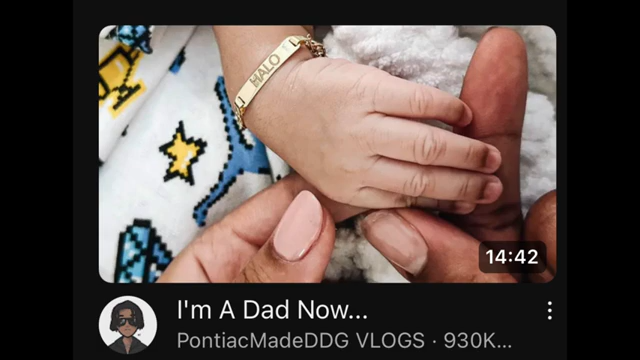 HALO
14:42
I'm A Dad Now...
PontiacMadeDDG VLOGS · 930K...